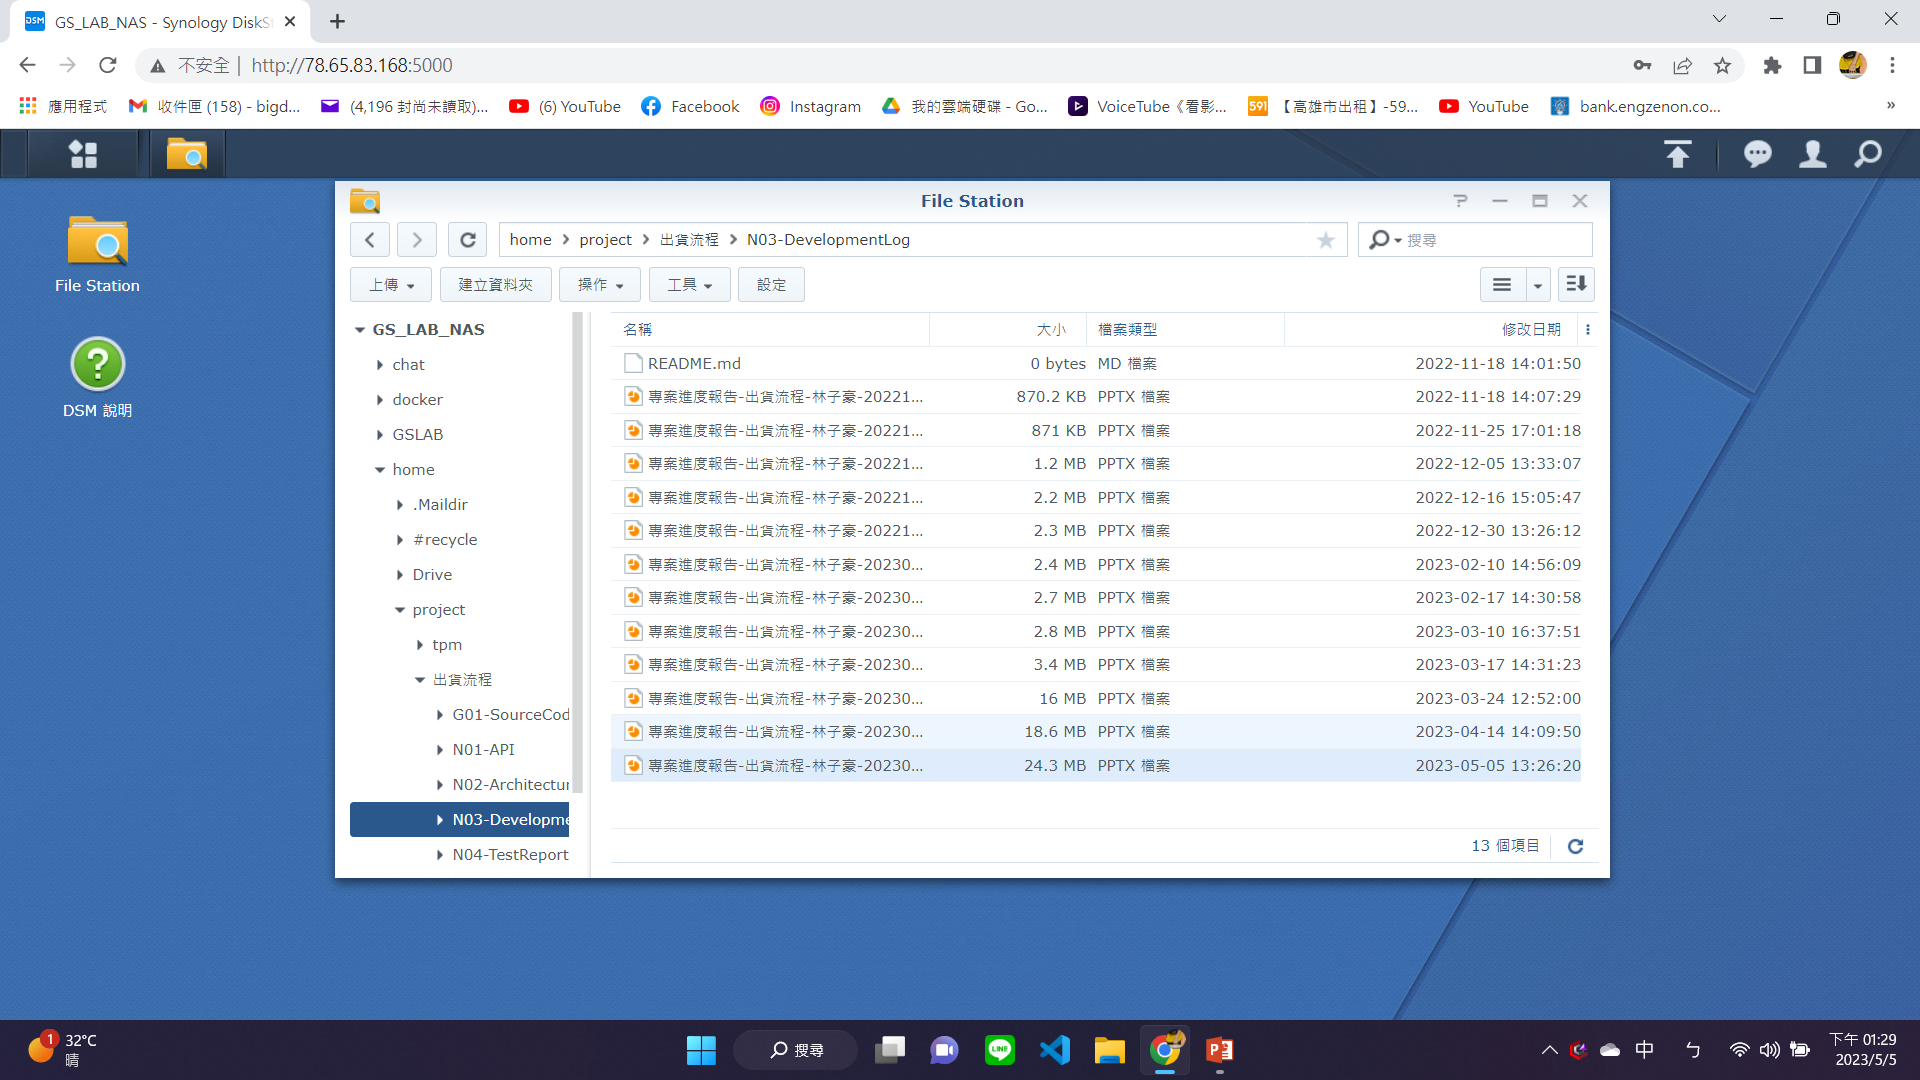 GS_LAB_NAS - Synology DiskSt
不安全 | http://78.65.83.168:5000
應用程式 收件匣 (158) - bigd... (4,196 封尚未讀取)... (6) YouTube Facebook Instagram 我的雲端硬碟 - Go... VoiceTube《看影... 591 【高雄市出租】-59... YouTube bank.engzenon.co... »
File Station
DSM 說明
File Station
home project 出貨流程 N03-DevelopmentLog 搜尋
上傳 建立資料夾 操作 工具 設定
GS_LAB_NAS
chat
docker
GSLAB
home
.Maildir
#recycle
Drive
project
tpm
出貨流程
G01-SourceCod
N01-API
N02-Architectur
N03-Developme
N04-TestReport
名稱 大小 檔案類型 修改日期
README.md 0 bytes MD 檔案 2022-11-18 14:01:50
專案進度報告-出貨流程-林子豪-20221... 870.2 KB PPTX 檔案 2022-11-18 14:07:29
專案進度報告-出貨流程-林子豪-20221... 871 KB PPTX 檔案 2022-11-25 17:01:18
專案進度報告-出貨流程-林子豪-20221... 1.2 MB PPTX 檔案 2022-12-05 13:33:07
專案進度報告-出貨流程-林子豪-20221... 2.2 MB PPTX 檔案 2022-12-16 15:05:47
專案進度報告-出貨流程-林子豪-20221... 2.3 MB PPTX 檔案 2022-12-30 13:26:12
專案進度報告-出貨流程-林子豪-20230... 2.4 MB PPTX 檔案 2023-02-10 14:56:09
專案進度報告-出貨流程-林子豪-20230... 2.7 MB PPTX 檔案 2023-02-17 14:30:58
專案進度報告-出貨流程-林子豪-20230... 2.8 MB PPTX 檔案 2023-03-10 16:37:51
專案進度報告-出貨流程-林子豪-20230... 3.4 MB PPTX 檔案 2023-03-17 14:31:23
專案進度報告-出貨流程-林子豪-20230... 16 MB PPTX 檔案 2023-03-24 12:52:00
專案進度報告-出貨流程-林子豪-20230... 18.6 MB PPTX 檔案 2023-04-14 14:09:50
專案進度報告-出貨流程-林子豪-20230... 24.3 MB PPTX 檔案 2023-05-05 13:26:20
13 個項目
1 32°C
晴
搜尋
LINE
中 ㄅ
下午 01:29
2023/5/5